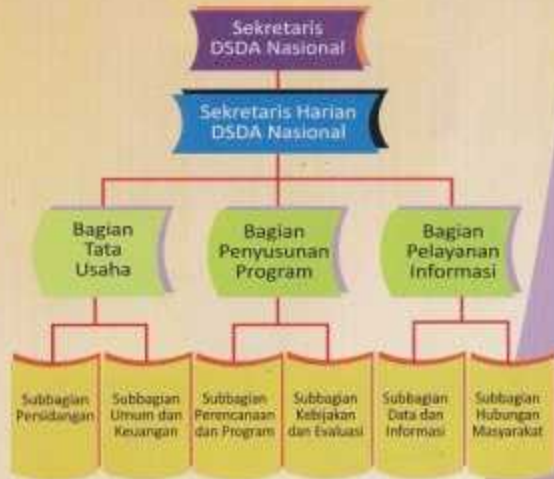 Sekretaris
DSDA Nasional
Sekretaris Harian
DSDA Nasional
Bagian
Tata
Usaha
Bagian
Penyusunan
Program
Bagian
Pelayanan
Informasi
Subbagian
Persidangan
Subbagian
Umum dan
Keuangan
Subbagian
Perencanaan
dan Program
Subbagian
Kebijakan
dan Evaluasi
Subbagian
Data dan
Informasi
Subbagian
Hubungan
Masyarakat